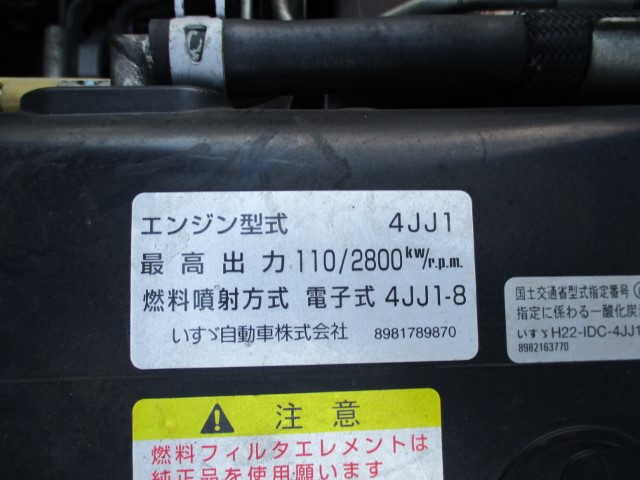 エンジン型式 4JJ1
最高出力 110/2800 kw/r.p.m.
燃料噴射方式 電子式 4JJ1-8
いすゞ自動車株式会社 8981789870
国土交通省型式指定番号
指定に係わる一酸化炭
いすゞH22-IDC-4JJ1
8982163770
注意
燃料フィルタエレメントは
純正品を使用願います